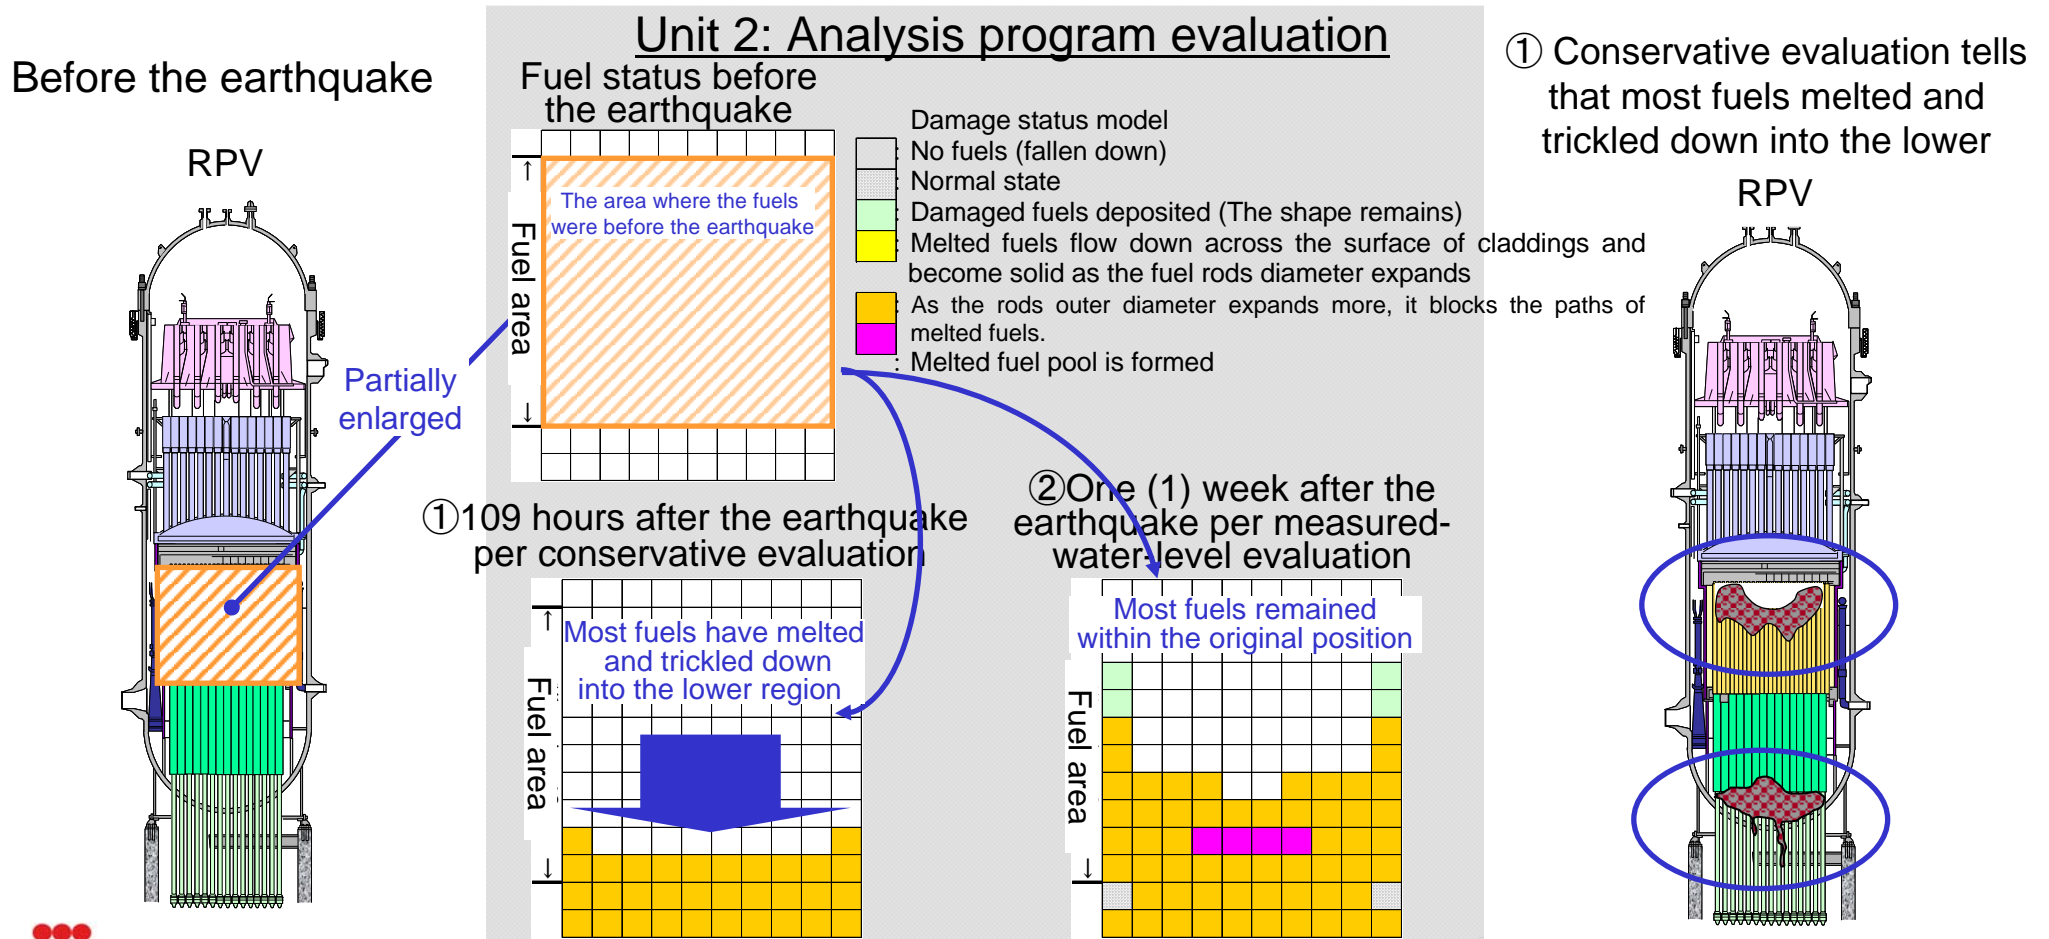 Unit 2: Analysis program evaluation
Before the earthquake
RPV
Partially
enlarged
Fuel status before
the earthquake
The area where the fuels
were before the earthquake
↑
Fuel area
↓
Damage status model
: No fuels (fallen down)
: Normal state
: Damaged fuels deposited (The shape remains)
: Melted fuels flow down across the surface of claddings and
become solid as the fuel rods diameter expands
: As the rods outer diameter expands more, it blocks the paths of
melted fuels.
: Melted fuel pool is formed
①109 hours after the earthquake
per conservative evaluation
Most fuels have melted
and trickled down
into the lower region
↑
Fuel area
↓
②One (1) week after the
earthquake per measured-
water-level evaluation
Most fuels remained
within the original position
Fuel area
↓
① Conservative evaluation tells
that most fuels melted and
trickled down into the lower
RPV